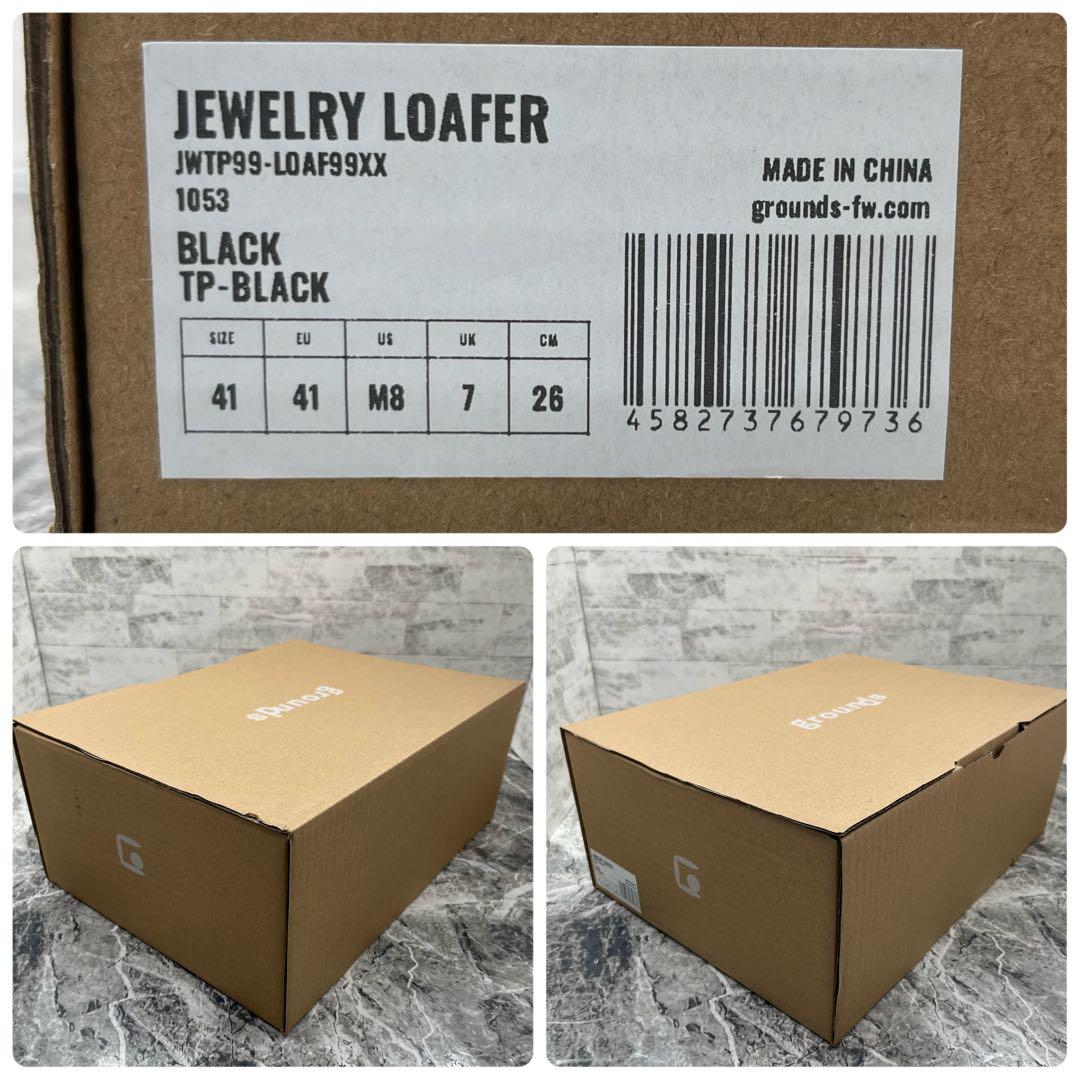 JEWELRY LOAFER
JWTP99-LOAF99XX
1053
BLACK
TP-BLACK
MADE IN CHINA
grounds-fw.com
SIZE EU US UK CM
41 41 M8 7 26
4582737679736
grounds
grounds